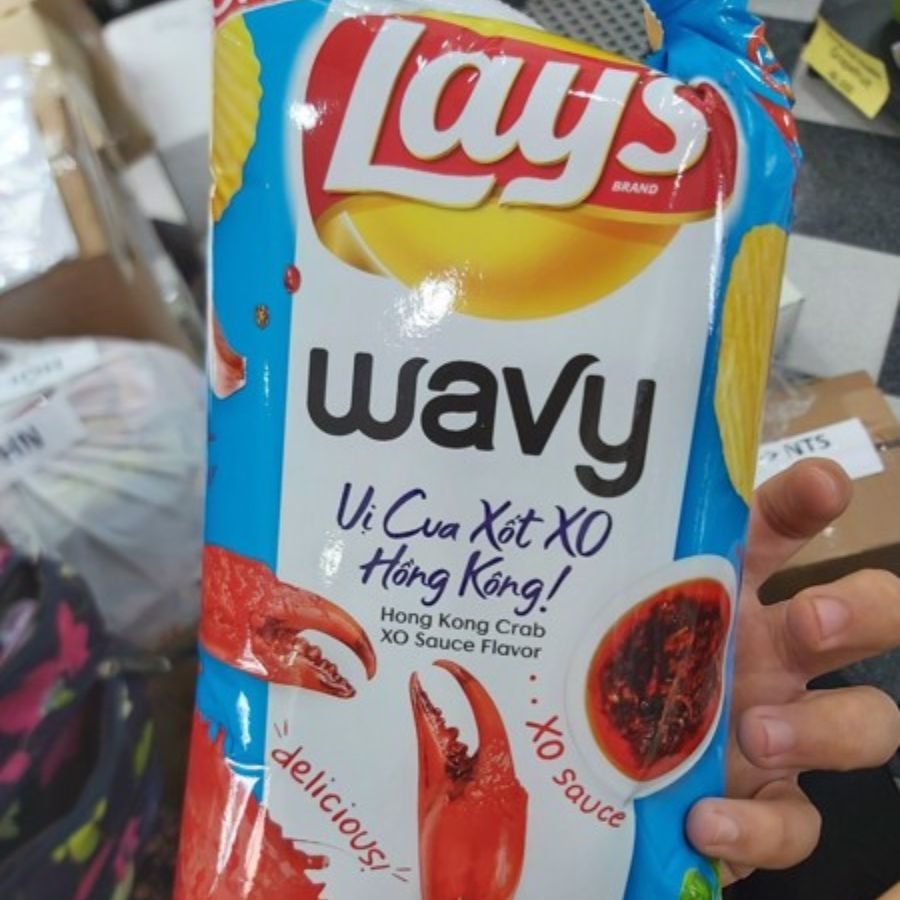 Lay's
BRAND
wavy
Vị Cua Xốt XO
Hồng Kông!
Hong Kong Crab
XO Sauce Flavor
XO sauce
delicious!
NTS
HN